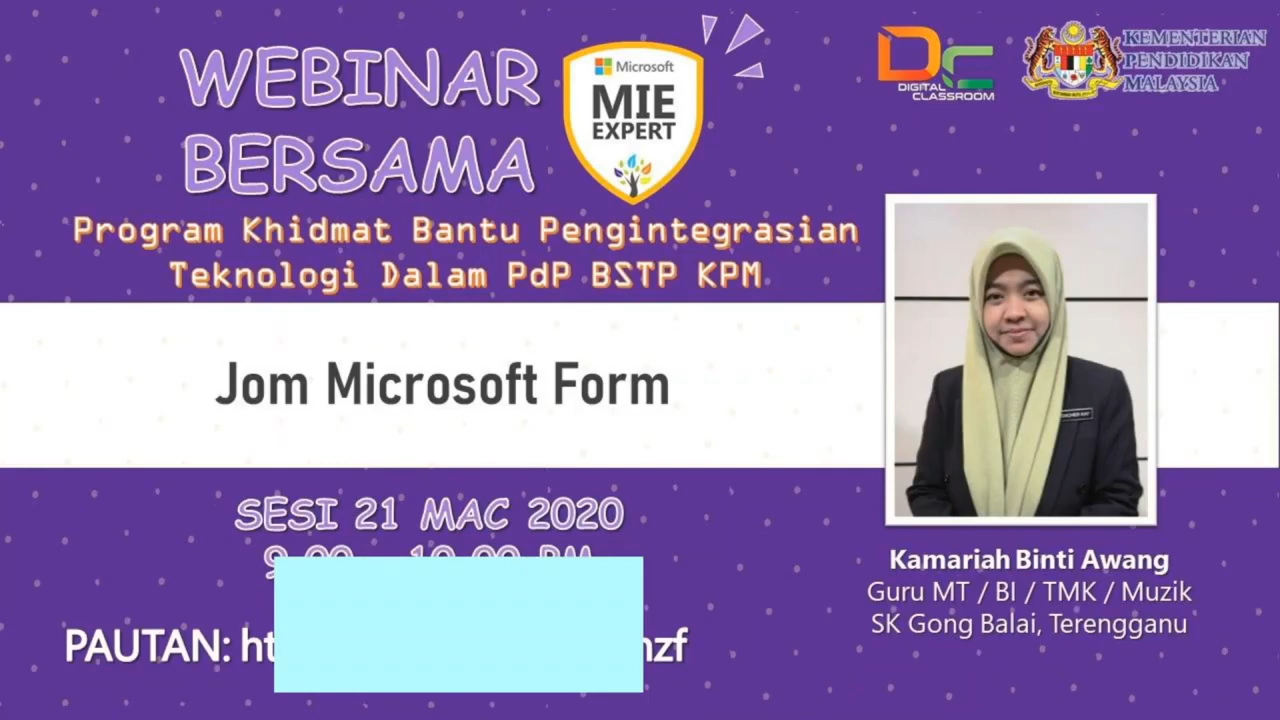 WEBINAR
BERSAMA
Microsoft
MIE
EXPERT
DIGITAL
CLASSROOM
KEMENTERIAN
PENDIDIKAN
MALAYSIA
Program Khidmat Bantu Pengintegrasian
Teknologi Dalam PdP BSTP KPM
Jom Microsoft Form
SESI 21 MAC 2020
PAUTAN:
Kamariah Binti Awang
Guru MT / BI / TMK / Muzik
SK Gong Balai, Terengganu